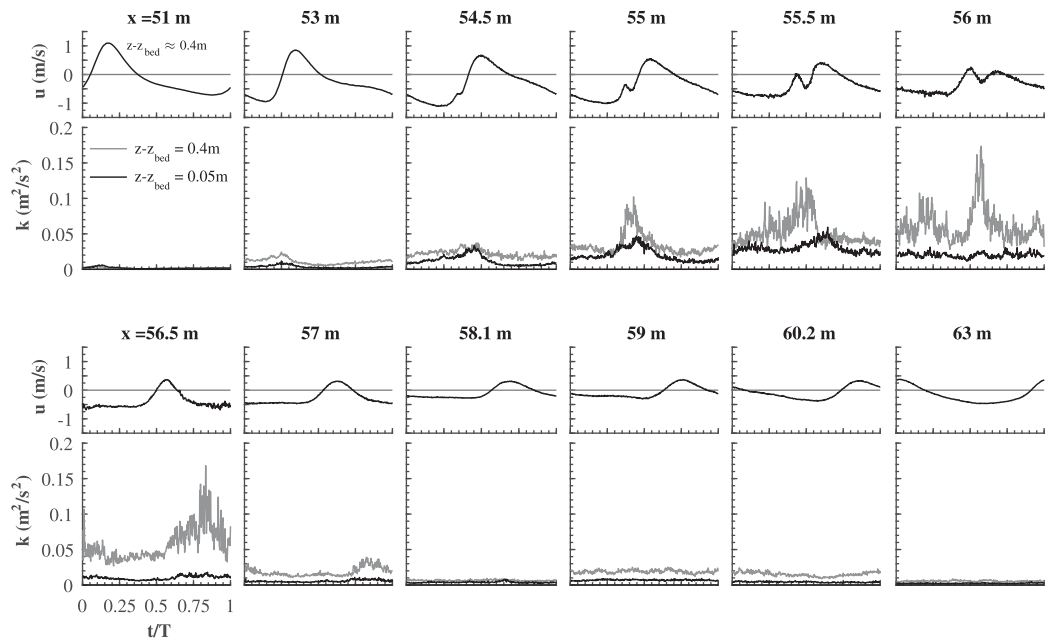 x =51 m 53 m 54.5 m 55 m 55.5 m 56 m
u (m/s)
1
0
-1
z-z_bed ≈ 0.4m
k (m²/s²)
0.2
0.15
0.1
0.05
0
z-z_bed = 0.4m
z-z_bed = 0.05m
x =56.5 m 57 m 58.1 m 59 m 60.2 m 63 m
u (m/s)
1
0
-1
k (m²/s²)
0.2
0.15
0.1
0.05
0
0 0.25 0.5 0.75 1
t/T